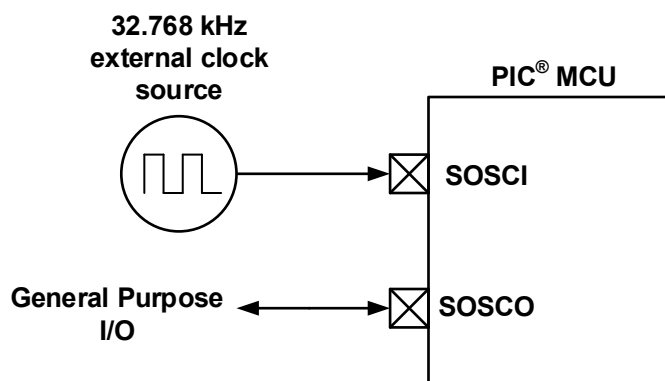 32.768 kHz
external clock
source
PIC® MCU
SOSCI
General Purpose
I/O
SOSCO